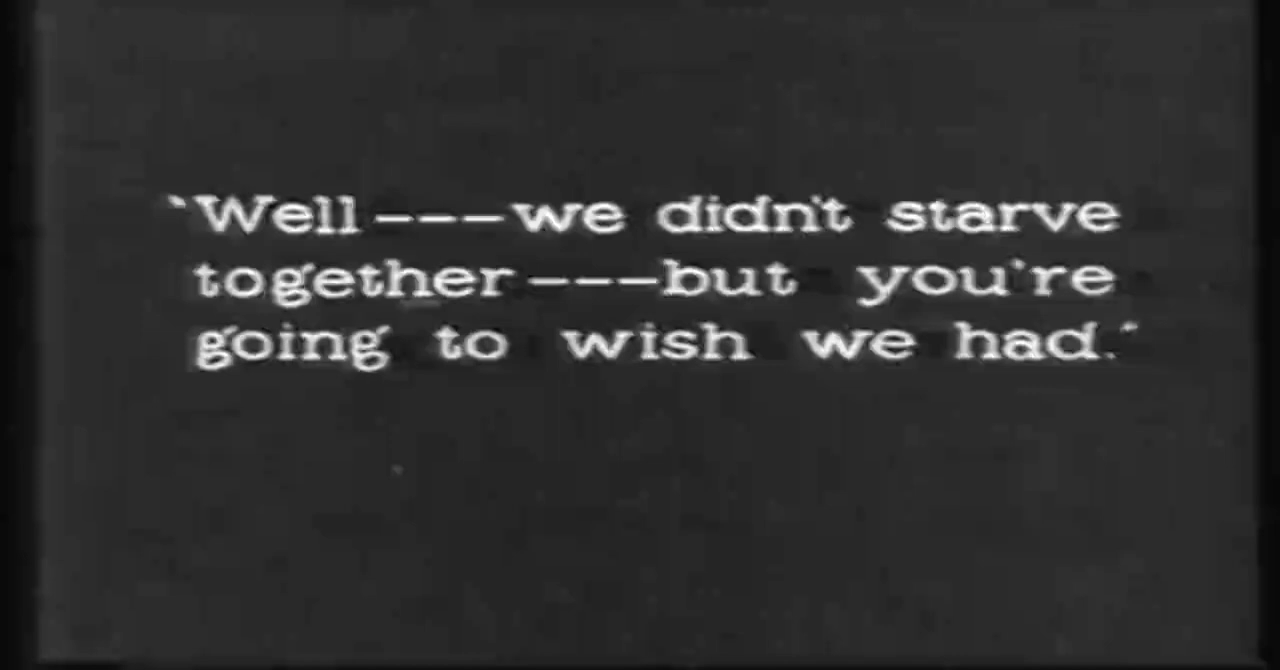 "Well---we didn't starve
together---but you're
going to wish we had."